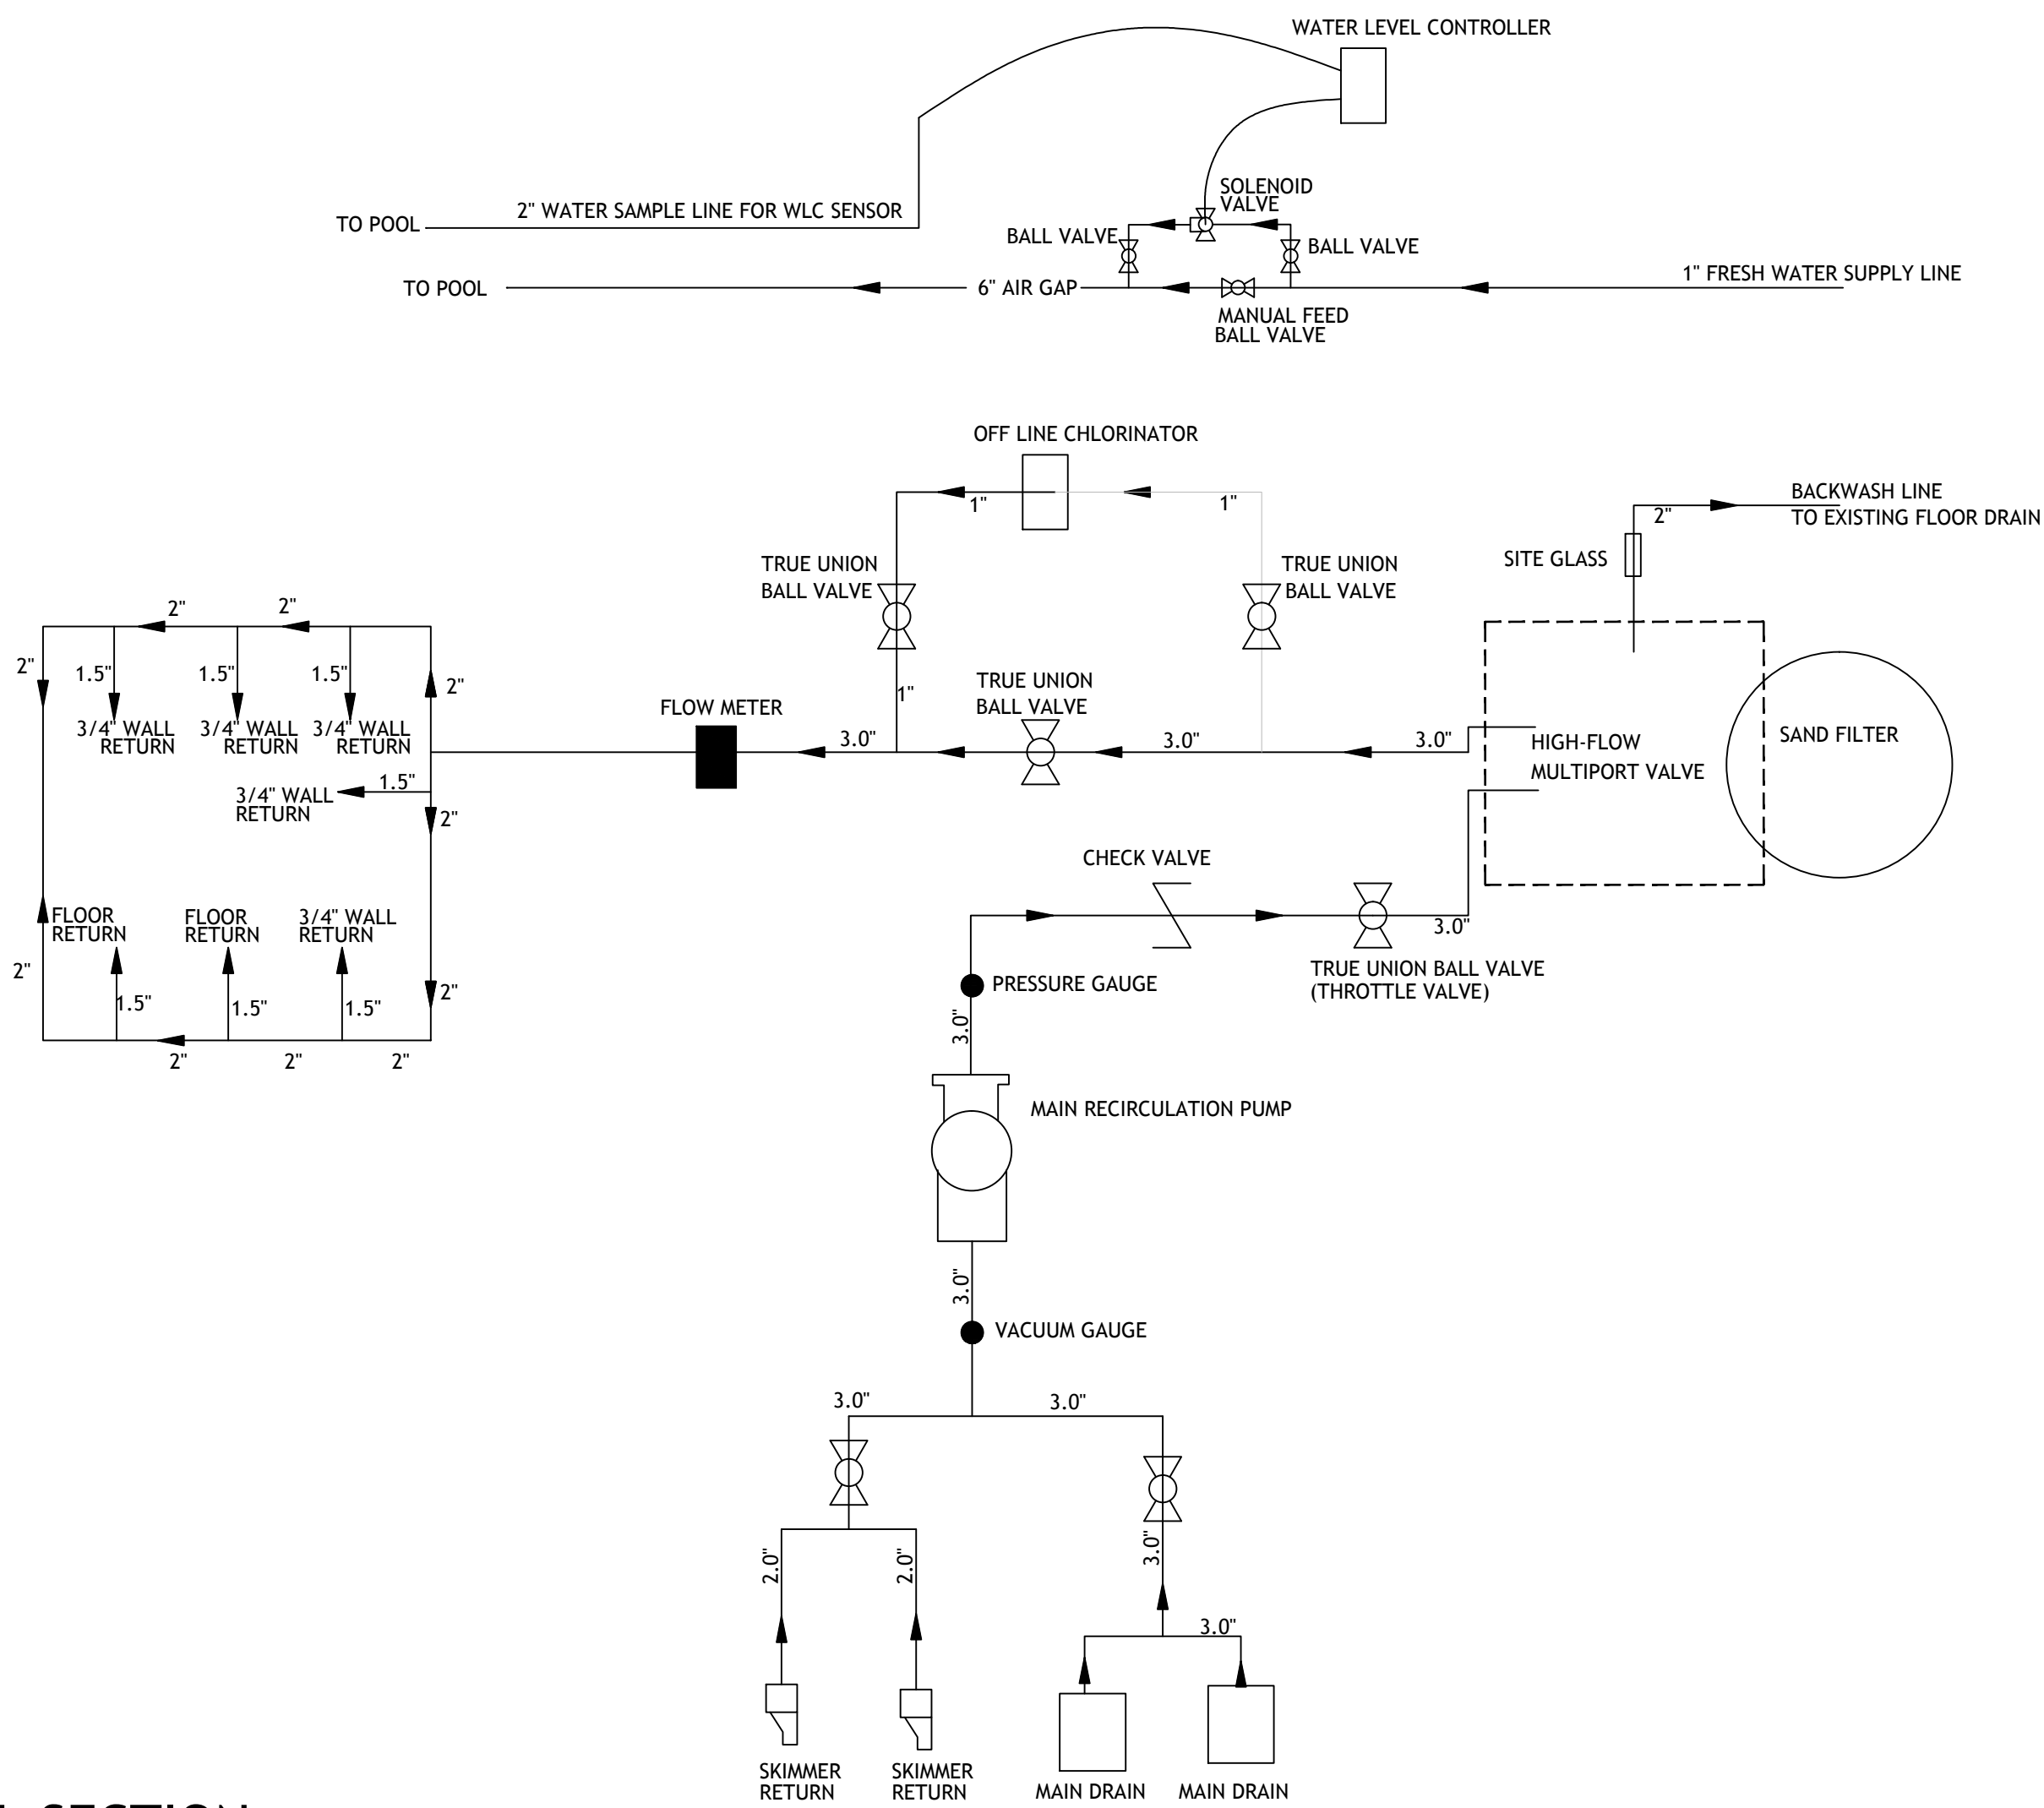 WATER LEVEL CONTROLLER
SOLENOID
VALVE
2" WATER SAMPLE LINE FOR WLC SENSOR
TO POOL
BALL VALVE
BALL VALVE
1" FRESH WATER SUPPLY LINE
TO POOL
6" AIR GAP
MANUAL FEED
BALL VALVE
OFF LINE CHLORINATOR
1"
1"
BACKWASH LINE
TO EXISTING FLOOR DRAIN
2"
SITE GLASS
TRUE UNION
BALL VALVE
TRUE UNION
BALL VALVE
2"
2"
2"
1.5"
1.5"
1.5"
2"
3/4" WALL
RETURN
3/4" WALL
RETURN
3/4" WALL
RETURN
1.5"
3/4" WALL
RETURN
2"
FLOW METER
1"
TRUE UNION
BALL VALVE
3.0"
3.0"
3.0"
HIGH-FLOW
MULTIPORT VALVE
SAND FILTER
CHECK VALVE
3.0"
TRUE UNION BALL VALVE
(THROTTLE VALVE)
FLOOR
RETURN
FLOOR
RETURN
3/4" WALL
RETURN
2"
1.5"
1.5"
1.5"
2"
2"
2"
2"
PRESSURE GAUGE
3.0"
MAIN RECIRCULATION PUMP
3.0"
VACUUM GAUGE
3.0"
3.0"
2.0"
2.0"
3.0"
3.0"
SKIMMER
RETURN
SKIMMER
RETURN
MAIN DRAIN
MAIN DRAIN
SECTION